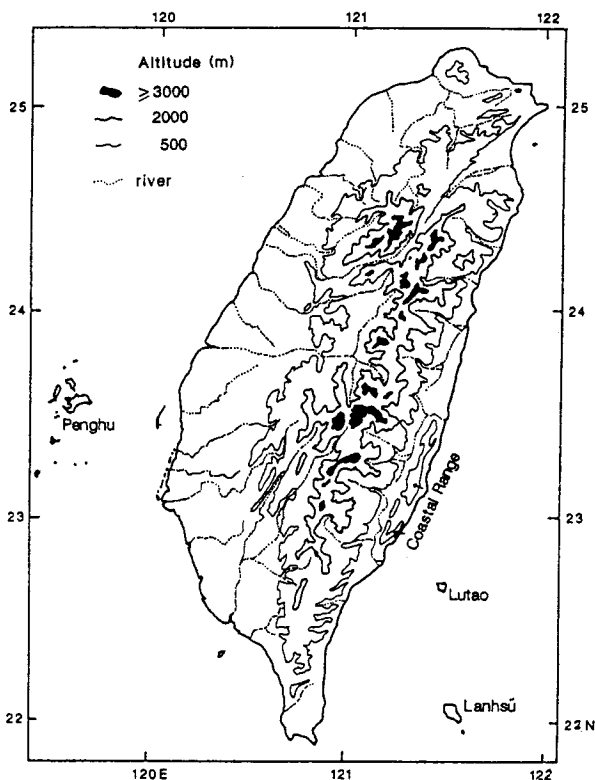 120 121 122
Altitude (m)
⩾3000
2000
500
river
25 25
24 24
Penghu
23 23
Coastal Range
Lutao
Lanhsü
22 22 N
120 E 121 122